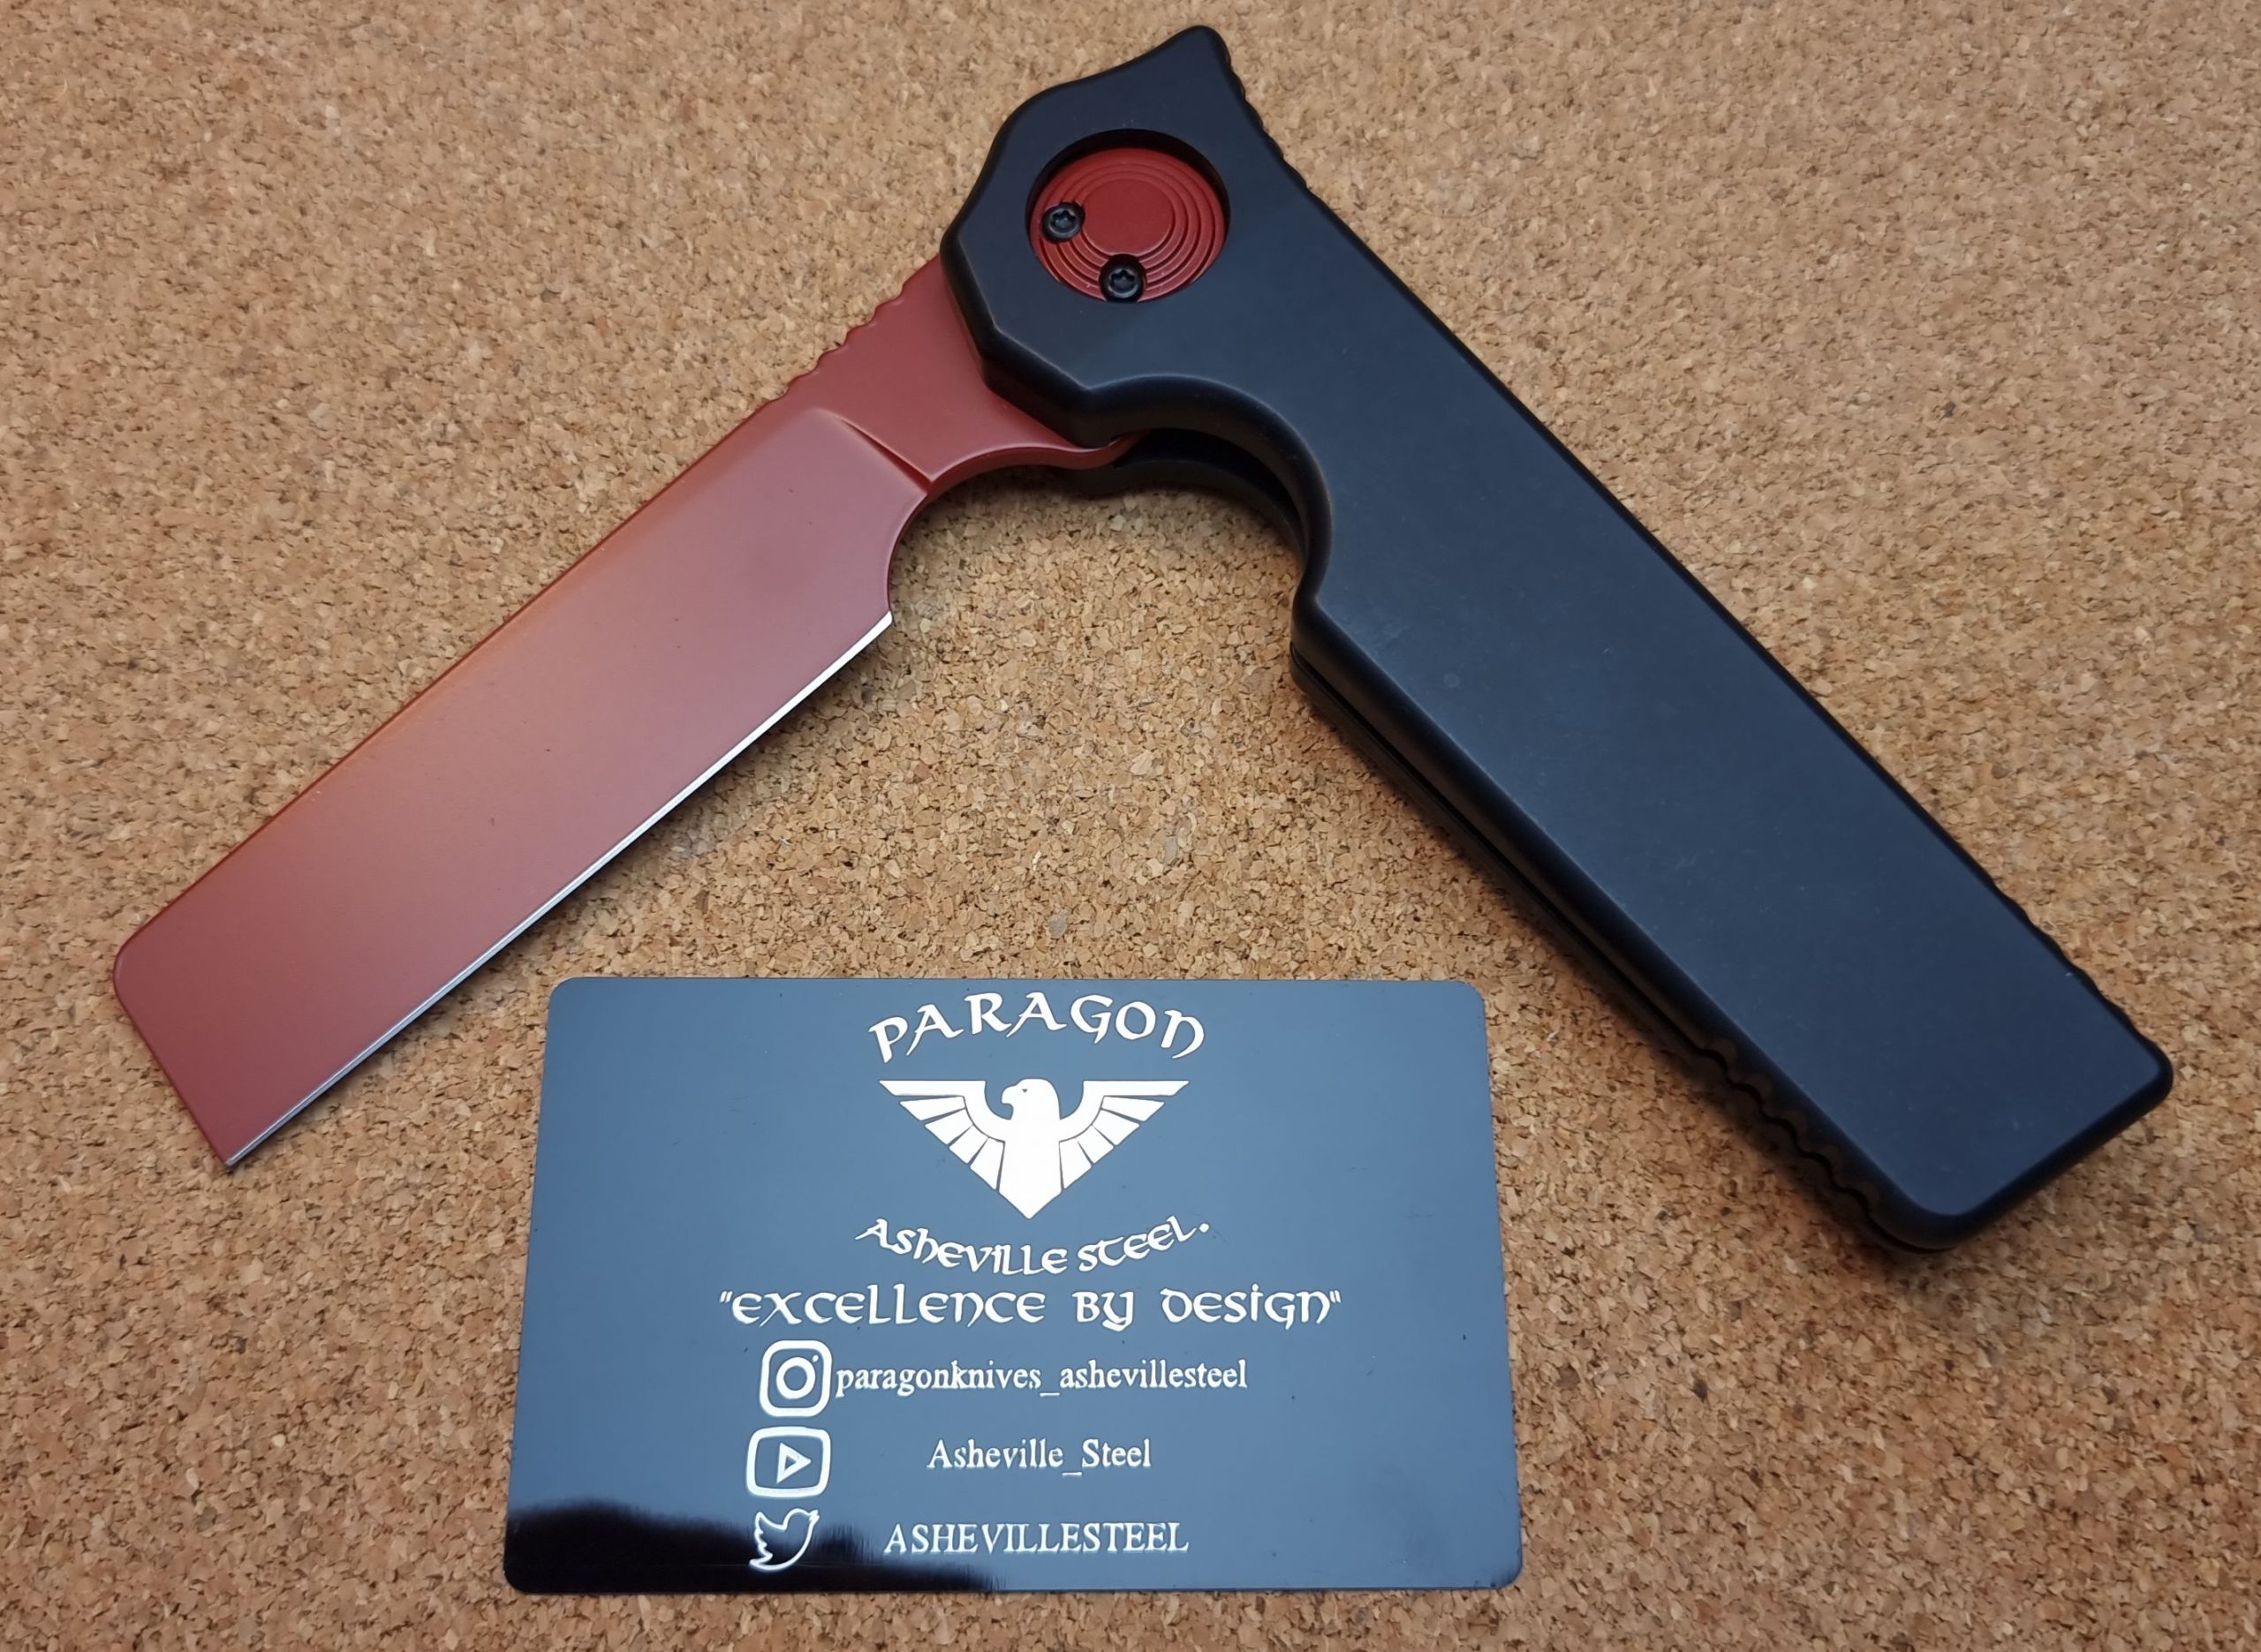 PARAGON
ASHEVILLE STEEL.
"EXCELLENCE BY DESIGN"
paragonknives_ashevillesteel
Asheville_Steel
ASHEVILLESTEEL